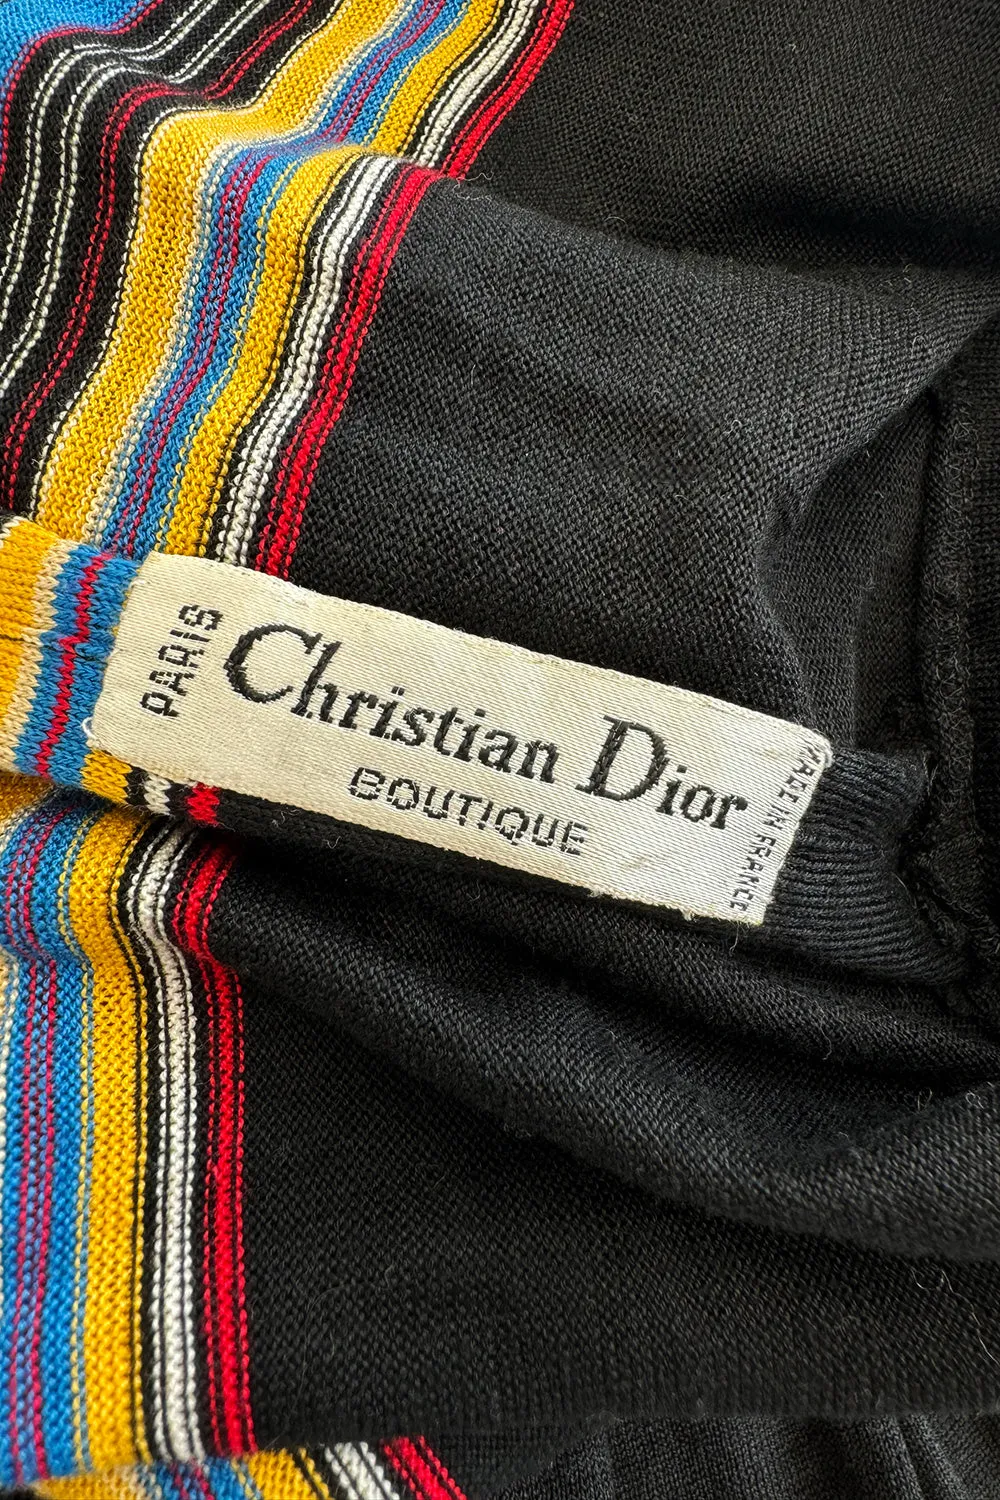 PARIS
Christian Dior
BOUTIQUE
MADE IN FRANCE